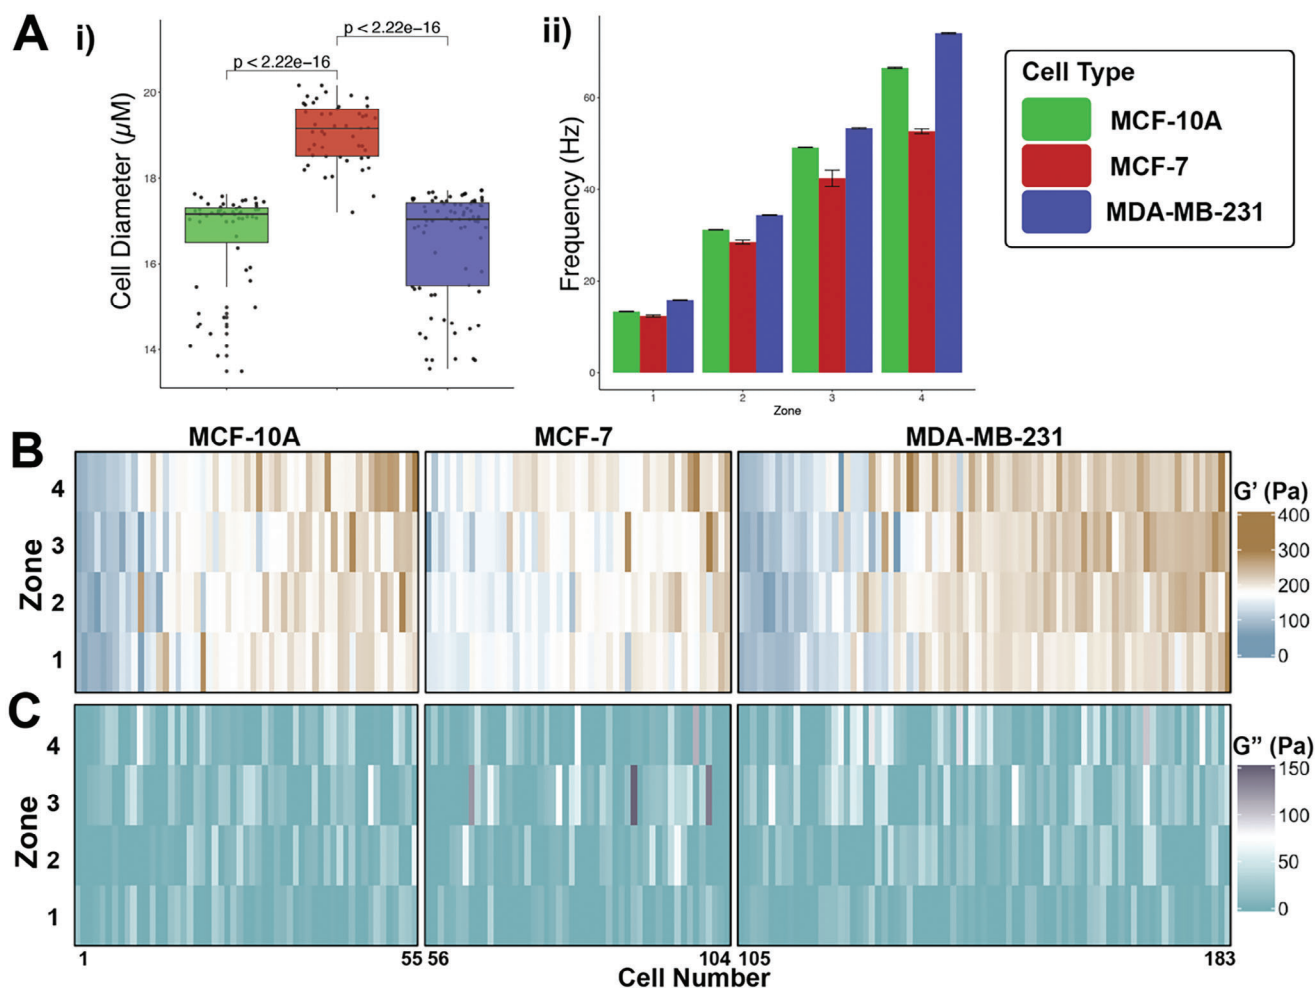 A
i)
p < 2.22e−16
p < 2.22e−16
Cell Diameter (µM)
20
18
16
14
ii)
Frequency (Hz)
60
40
20
0
1 2 3 4
Zone
Cell Type
MCF-10A
MCF-7
MDA-MB-231
B
MCF-10A MCF-7 MDA-MB-231
Zone
4
3
2
1
G' (Pa)
400
300
200
100
0
C
Zone
4
3
2
1
G" (Pa)
150
100
50
0
1 55 56 104 105 183
Cell Number